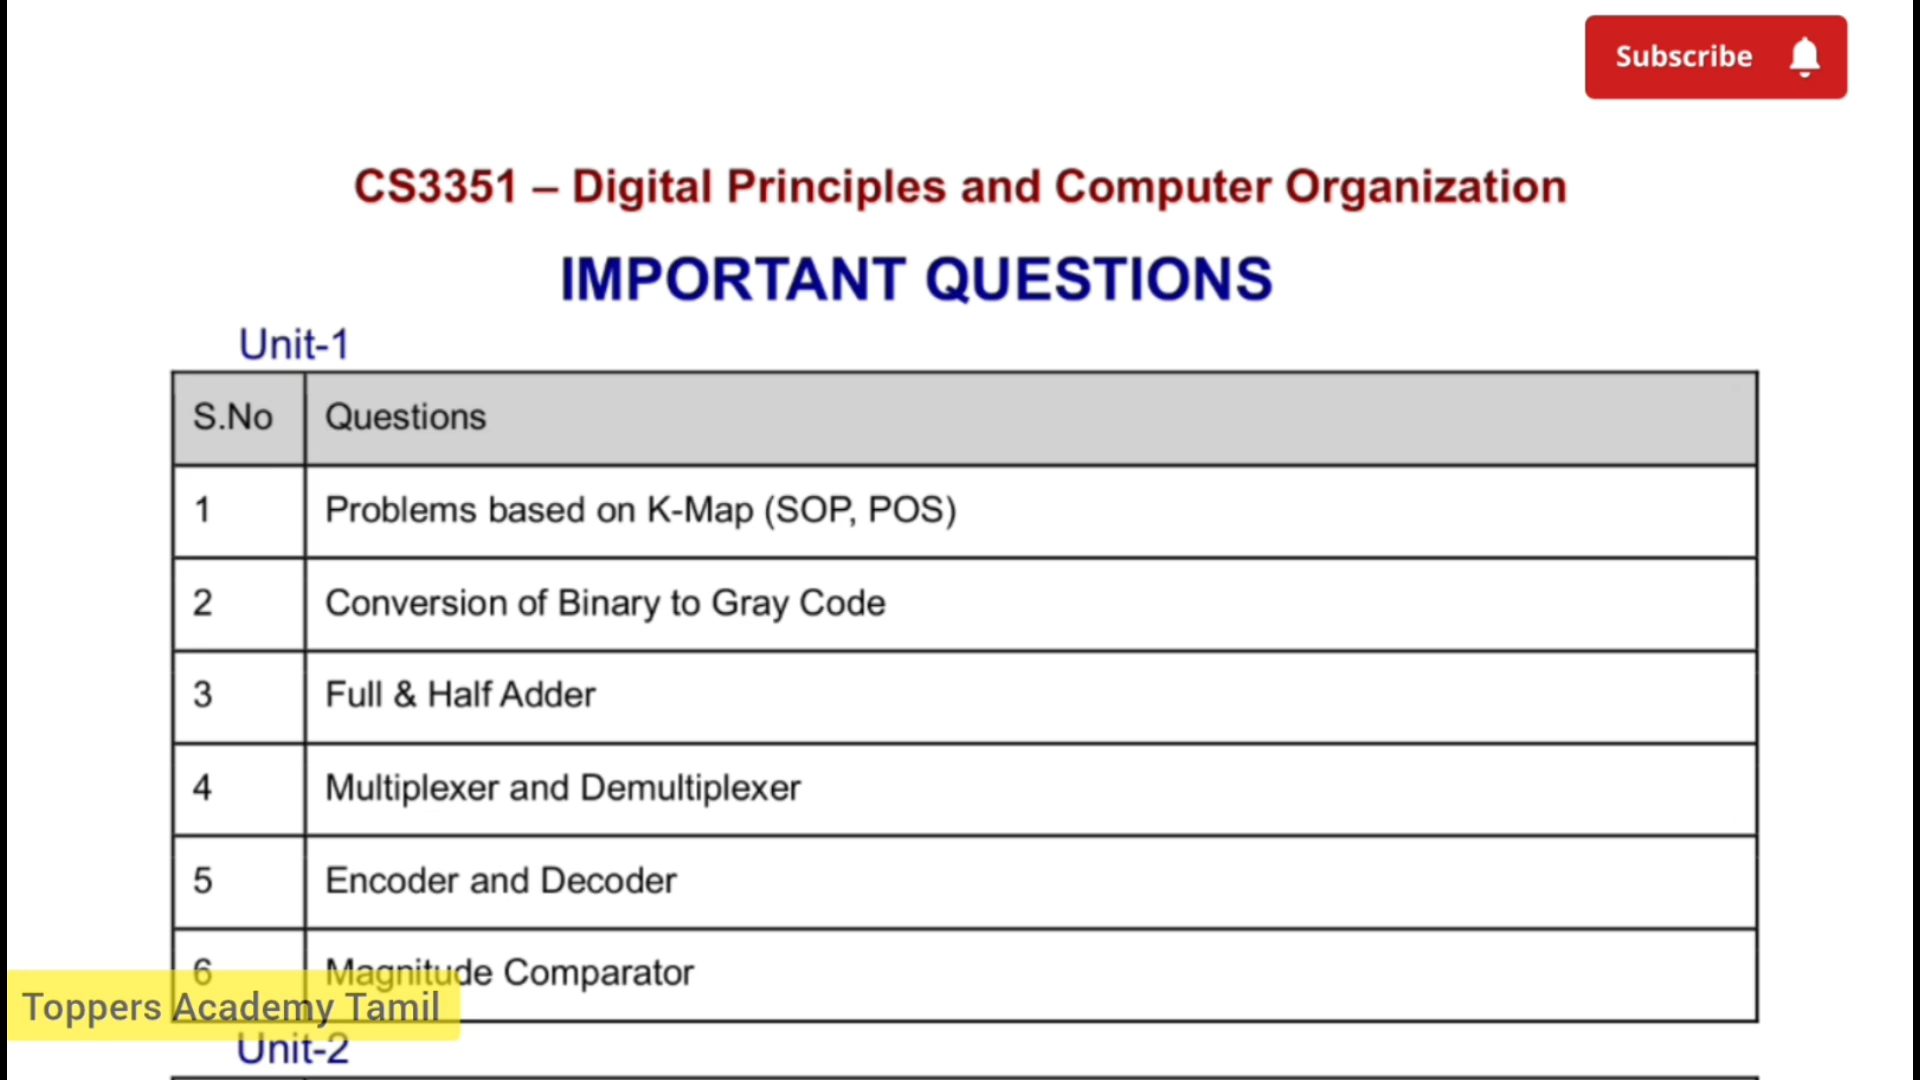 Subscribe
CS3351 – Digital Principles and Computer Organization
IMPORTANT QUESTIONS
Unit-1
S.No Questions
1 Problems based on K-Map (SOP, POS)
2 Conversion of Binary to Gray Code
3 Full & Half Adder
4 Multiplexer and Demultiplexer
5 Encoder and Decoder
6 Magnitude Comparator
Toppers Academy Tamil
Unit-2